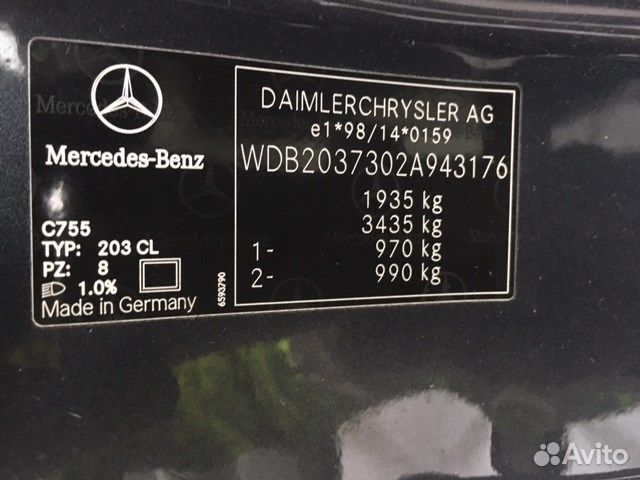 Mercedes-Benz
DAIMLERCHRYSLER AG
e1*98/14*0159
WDB2037302A943176
1935 kg
3435 kg
1- 970 kg
2- 990 kg
C755
TYP: 203 CL
PZ: 8
1.0%
Made in Germany
6593790
Avito